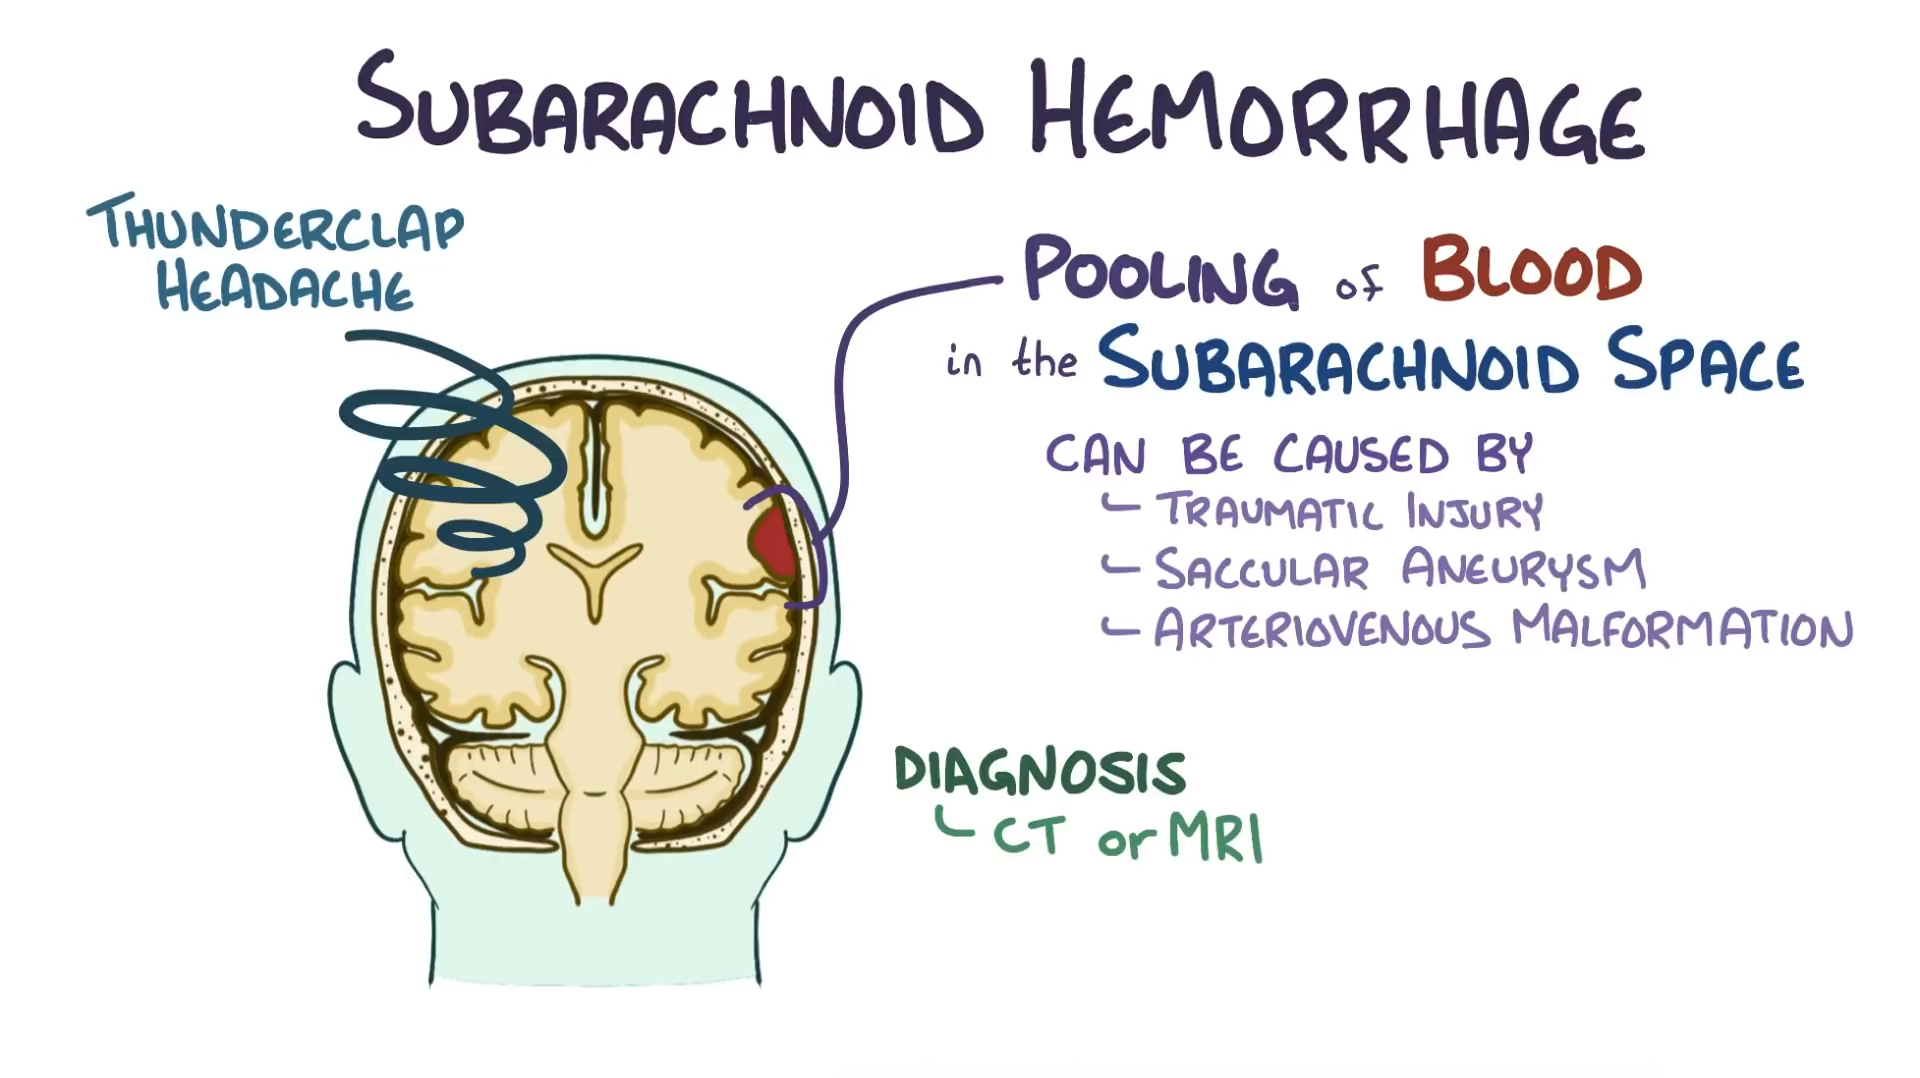 SUBARACHNOID HEMORRHAGE
THUNDERCLAP
HEADACHE
POOLING of BLOOD
in the SUBARACHNOID SPACE
CAN BE CAUSED BY
TRAUMATIC INJURY
SACCULAR ANEURYSM
ARTERIOVENOUS MALFORMATION
DIAGNOSIS
CT or MRI